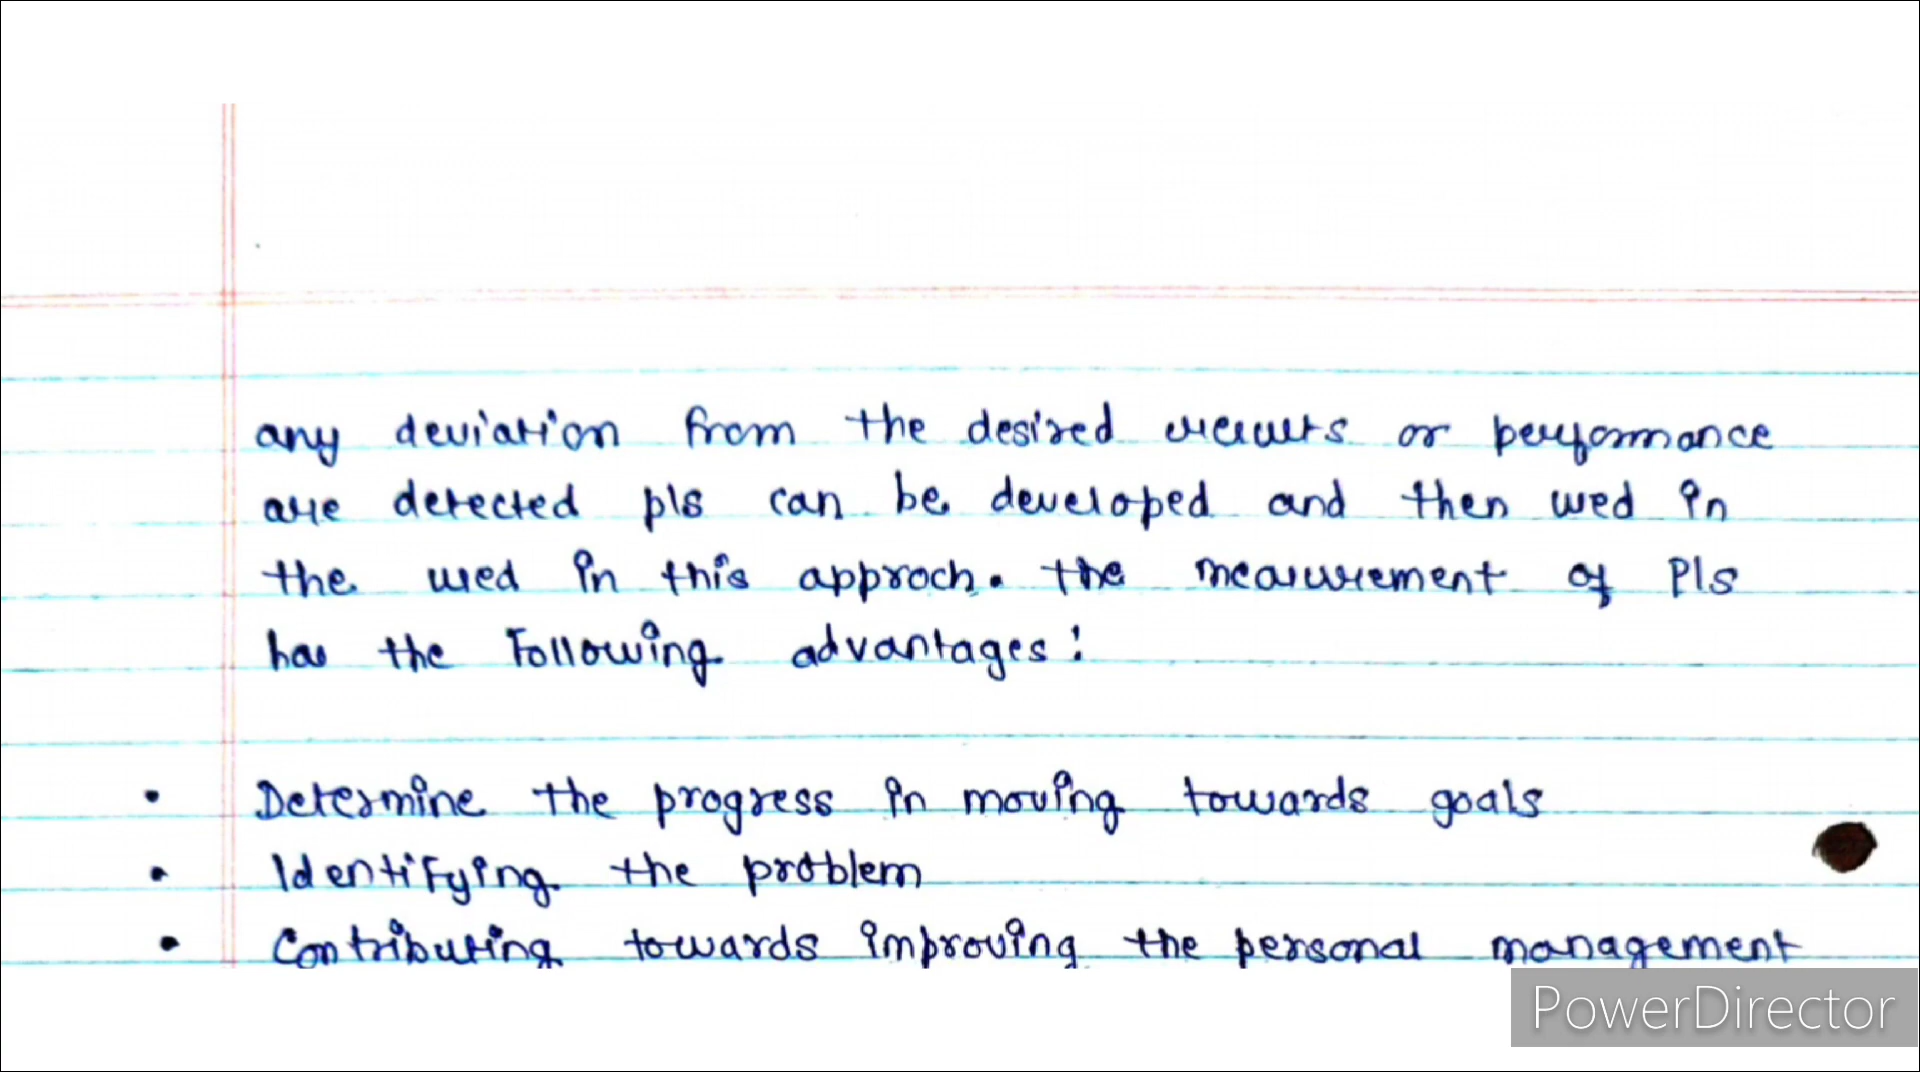 any deviation from the desired results or performance
are detected pls can be developed and then used in
the used in this approch. the measurement of PIs
has the Following advantages:
• Determine the progress in moving towards goals
• Identifying the problem
• Contributing towards improving the personal management
PowerDirector